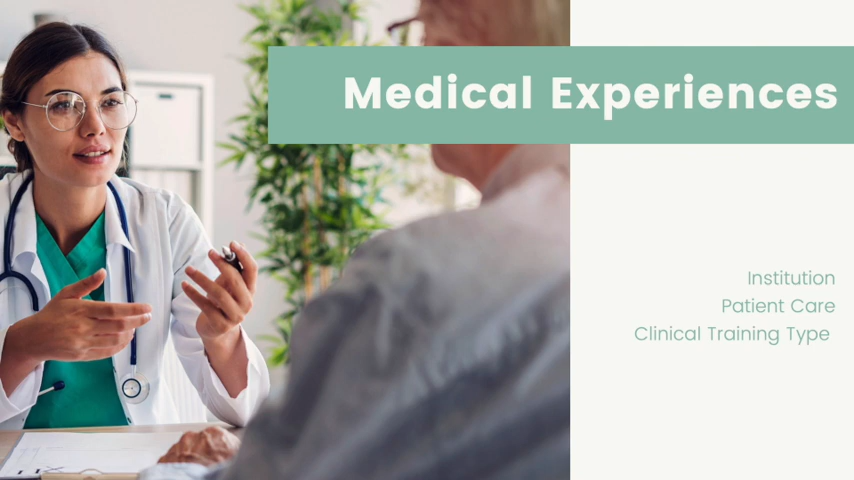 Medical Experiences
Institution
Patient Care
Clinical Training Type